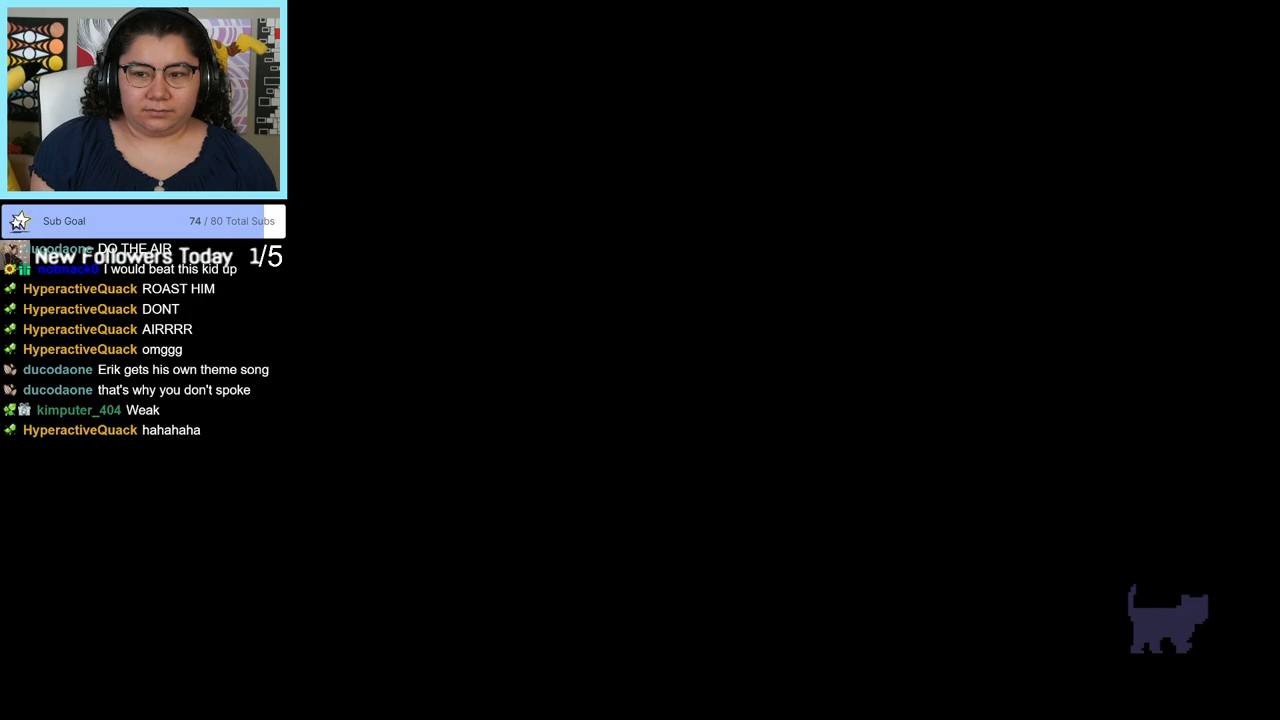 Sub Goal 74 / 80 Total Subs
ducodaone DO THE AIR
New Followers Today 1/5
notmack0 I would beat this kid up
HyperactiveQuack ROAST HIM
HyperactiveQuack DONT
HyperactiveQuack AIRRRR
HyperactiveQuack omggg
ducodaone Erik gets his own theme song
ducodaone that's why you don't spoke
kimputer_404 Weak
HyperactiveQuack hahahaha